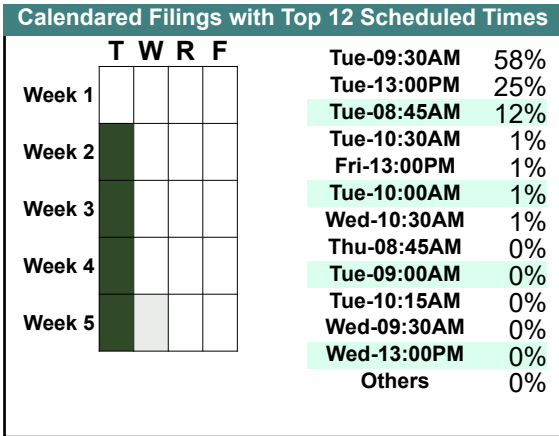 Calendared Filings with Top 12 Scheduled Times
T W R F
Week 1
Week 2
Week 3
Week 4
Week 5
Tue-09:30AM 58%
Tue-13:00PM 25%
Tue-08:45AM 12%
Tue-10:30AM 1%
Fri-13:00PM 1%
Tue-10:00AM 1%
Wed-10:30AM 1%
Thu-08:45AM 0%
Tue-09:00AM 0%
Tue-10:15AM 0%
Wed-09:30AM 0%
Wed-13:00PM 0%
Others 0%